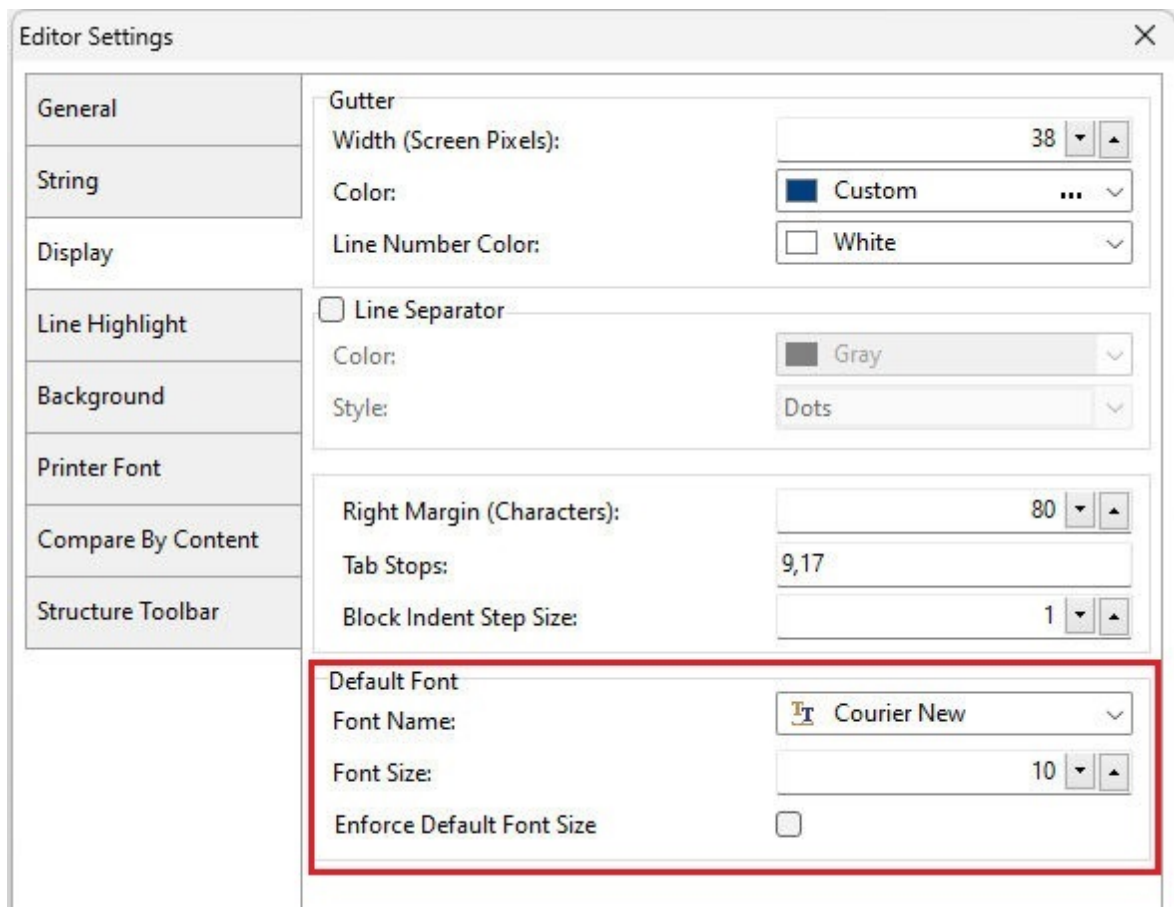 Editor Settings
General
String
Display
Line Highlight
Background
Printer Font
Compare By Content
Structure Toolbar
Gutter
Width (Screen Pixels): 38
Color: Custom ...
Line Number Color: White
Line Separator
Color: Gray
Style: Dots
Right Margin (Characters): 80
Tab Stops: 9,17
Block Indent Step Size: 1
Default Font
Font Name: Courier New
Font Size: 10
Enforce Default Font Size